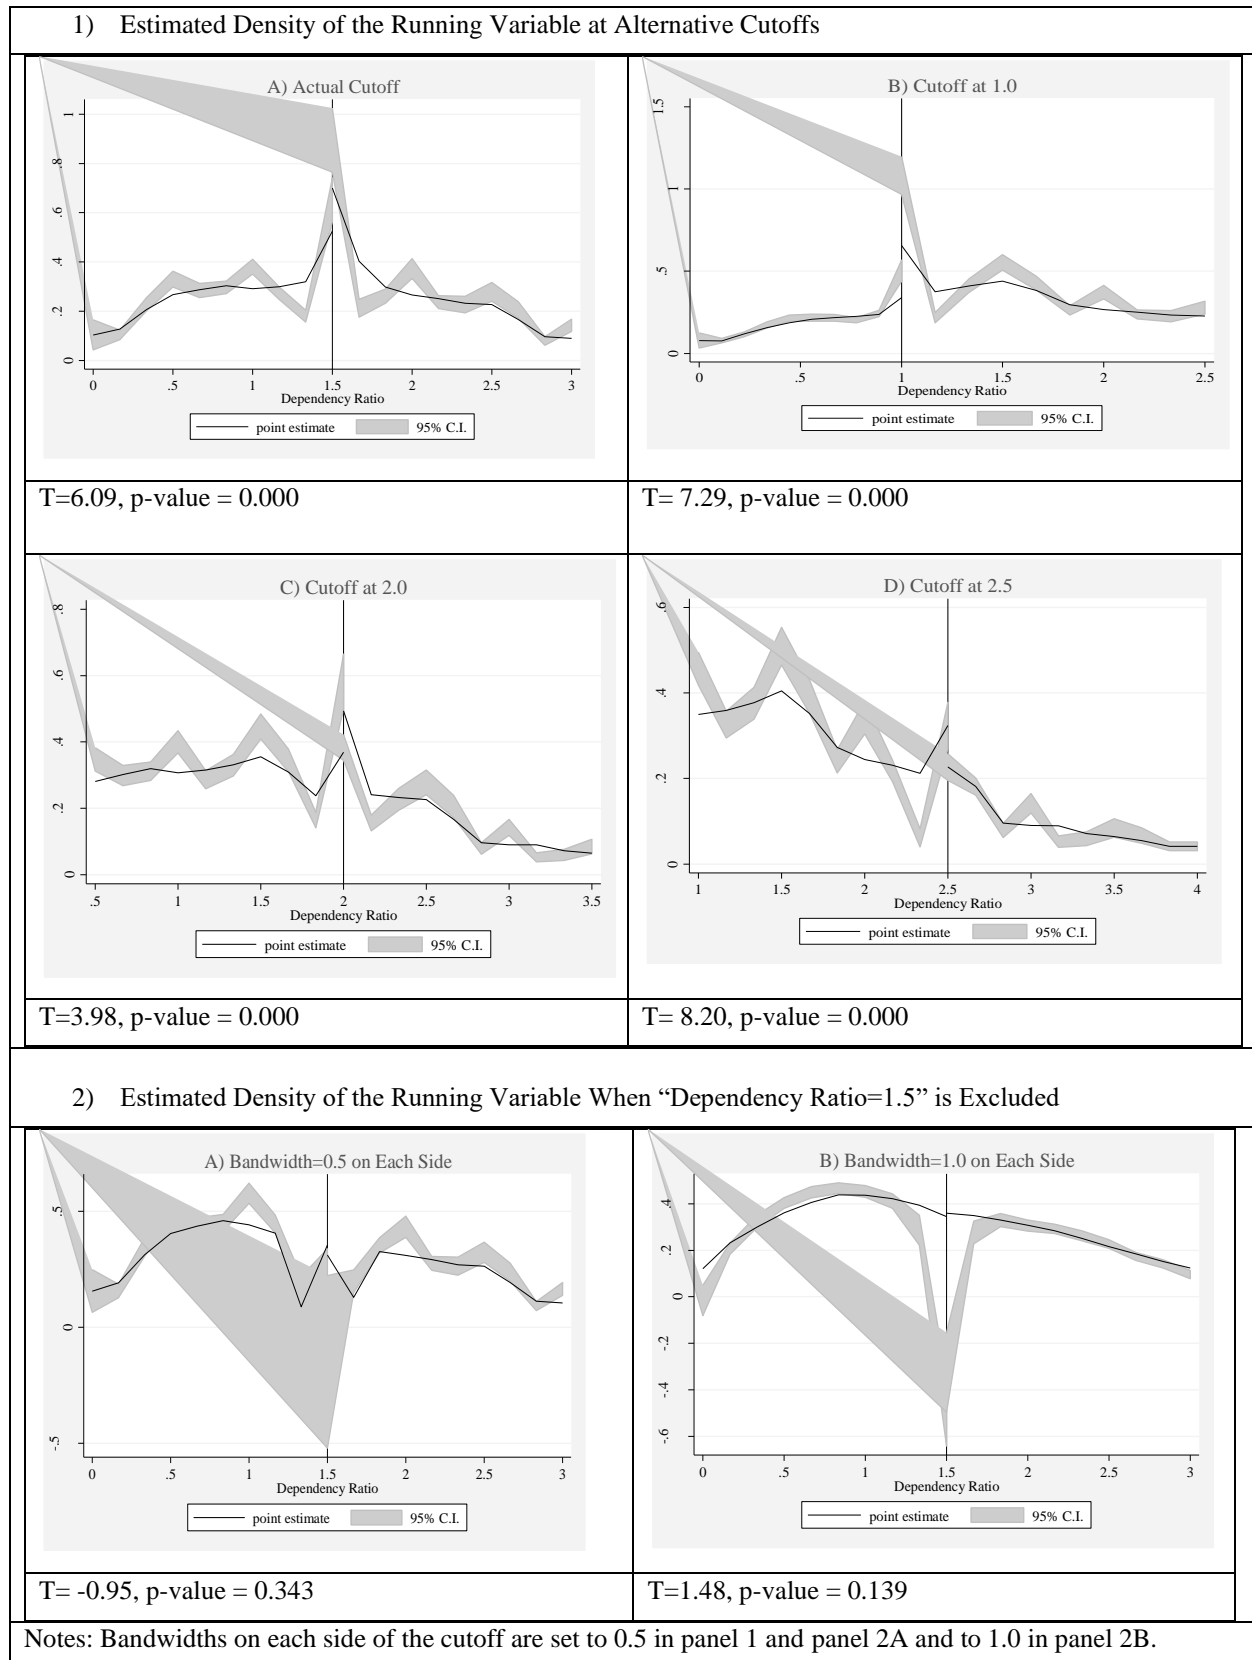 1) Estimated Density of the Running Variable at Alternative Cutoffs
A) Actual Cutoff
1
.8
.6
.4
.2
0
0 .5 1 1.5 2 2.5 3
Dependency Ratio
point estimate 95% C.I.
T=6.09, p-value = 0.000
B) Cutoff at 1.0
1.5
1
.5
0
0 .5 1 1.5 2 2.5
Dependency Ratio
point estimate 95% C.I.
T= 7.29, p-value = 0.000
C) Cutoff at 2.0
.8
.6
.4
.2
0
.5 1 1.5 2 2.5 3 3.5
Dependency Ratio
point estimate 95% C.I.
T=3.98, p-value = 0.000
D) Cutoff at 2.5
.6
.4
.2
0
1 1.5 2 2.5 3 3.5 4
Dependency Ratio
point estimate 95% C.I.
T= 8.20, p-value = 0.000
2) Estimated Density of the Running Variable When “Dependency Ratio=1.5” is Excluded
A) Bandwidth=0.5 on Each Side
.5
0
-.5
0 .5 1 1.5 2 2.5 3
Dependency Ratio
point estimate 95% C.I.
T= -0.95, p-value = 0.343
B) Bandwidth=1.0 on Each Side
.4
.2
0
-.2
-.4
-.6
0 .5 1 1.5 2 2.5 3
Dependency Ratio
point estimate 95% C.I.
T=1.48, p-value = 0.139
Notes: Bandwidths on each side of the cutoff are set to 0.5 in panel 1 and panel 2A and to 1.0 in panel 2B.